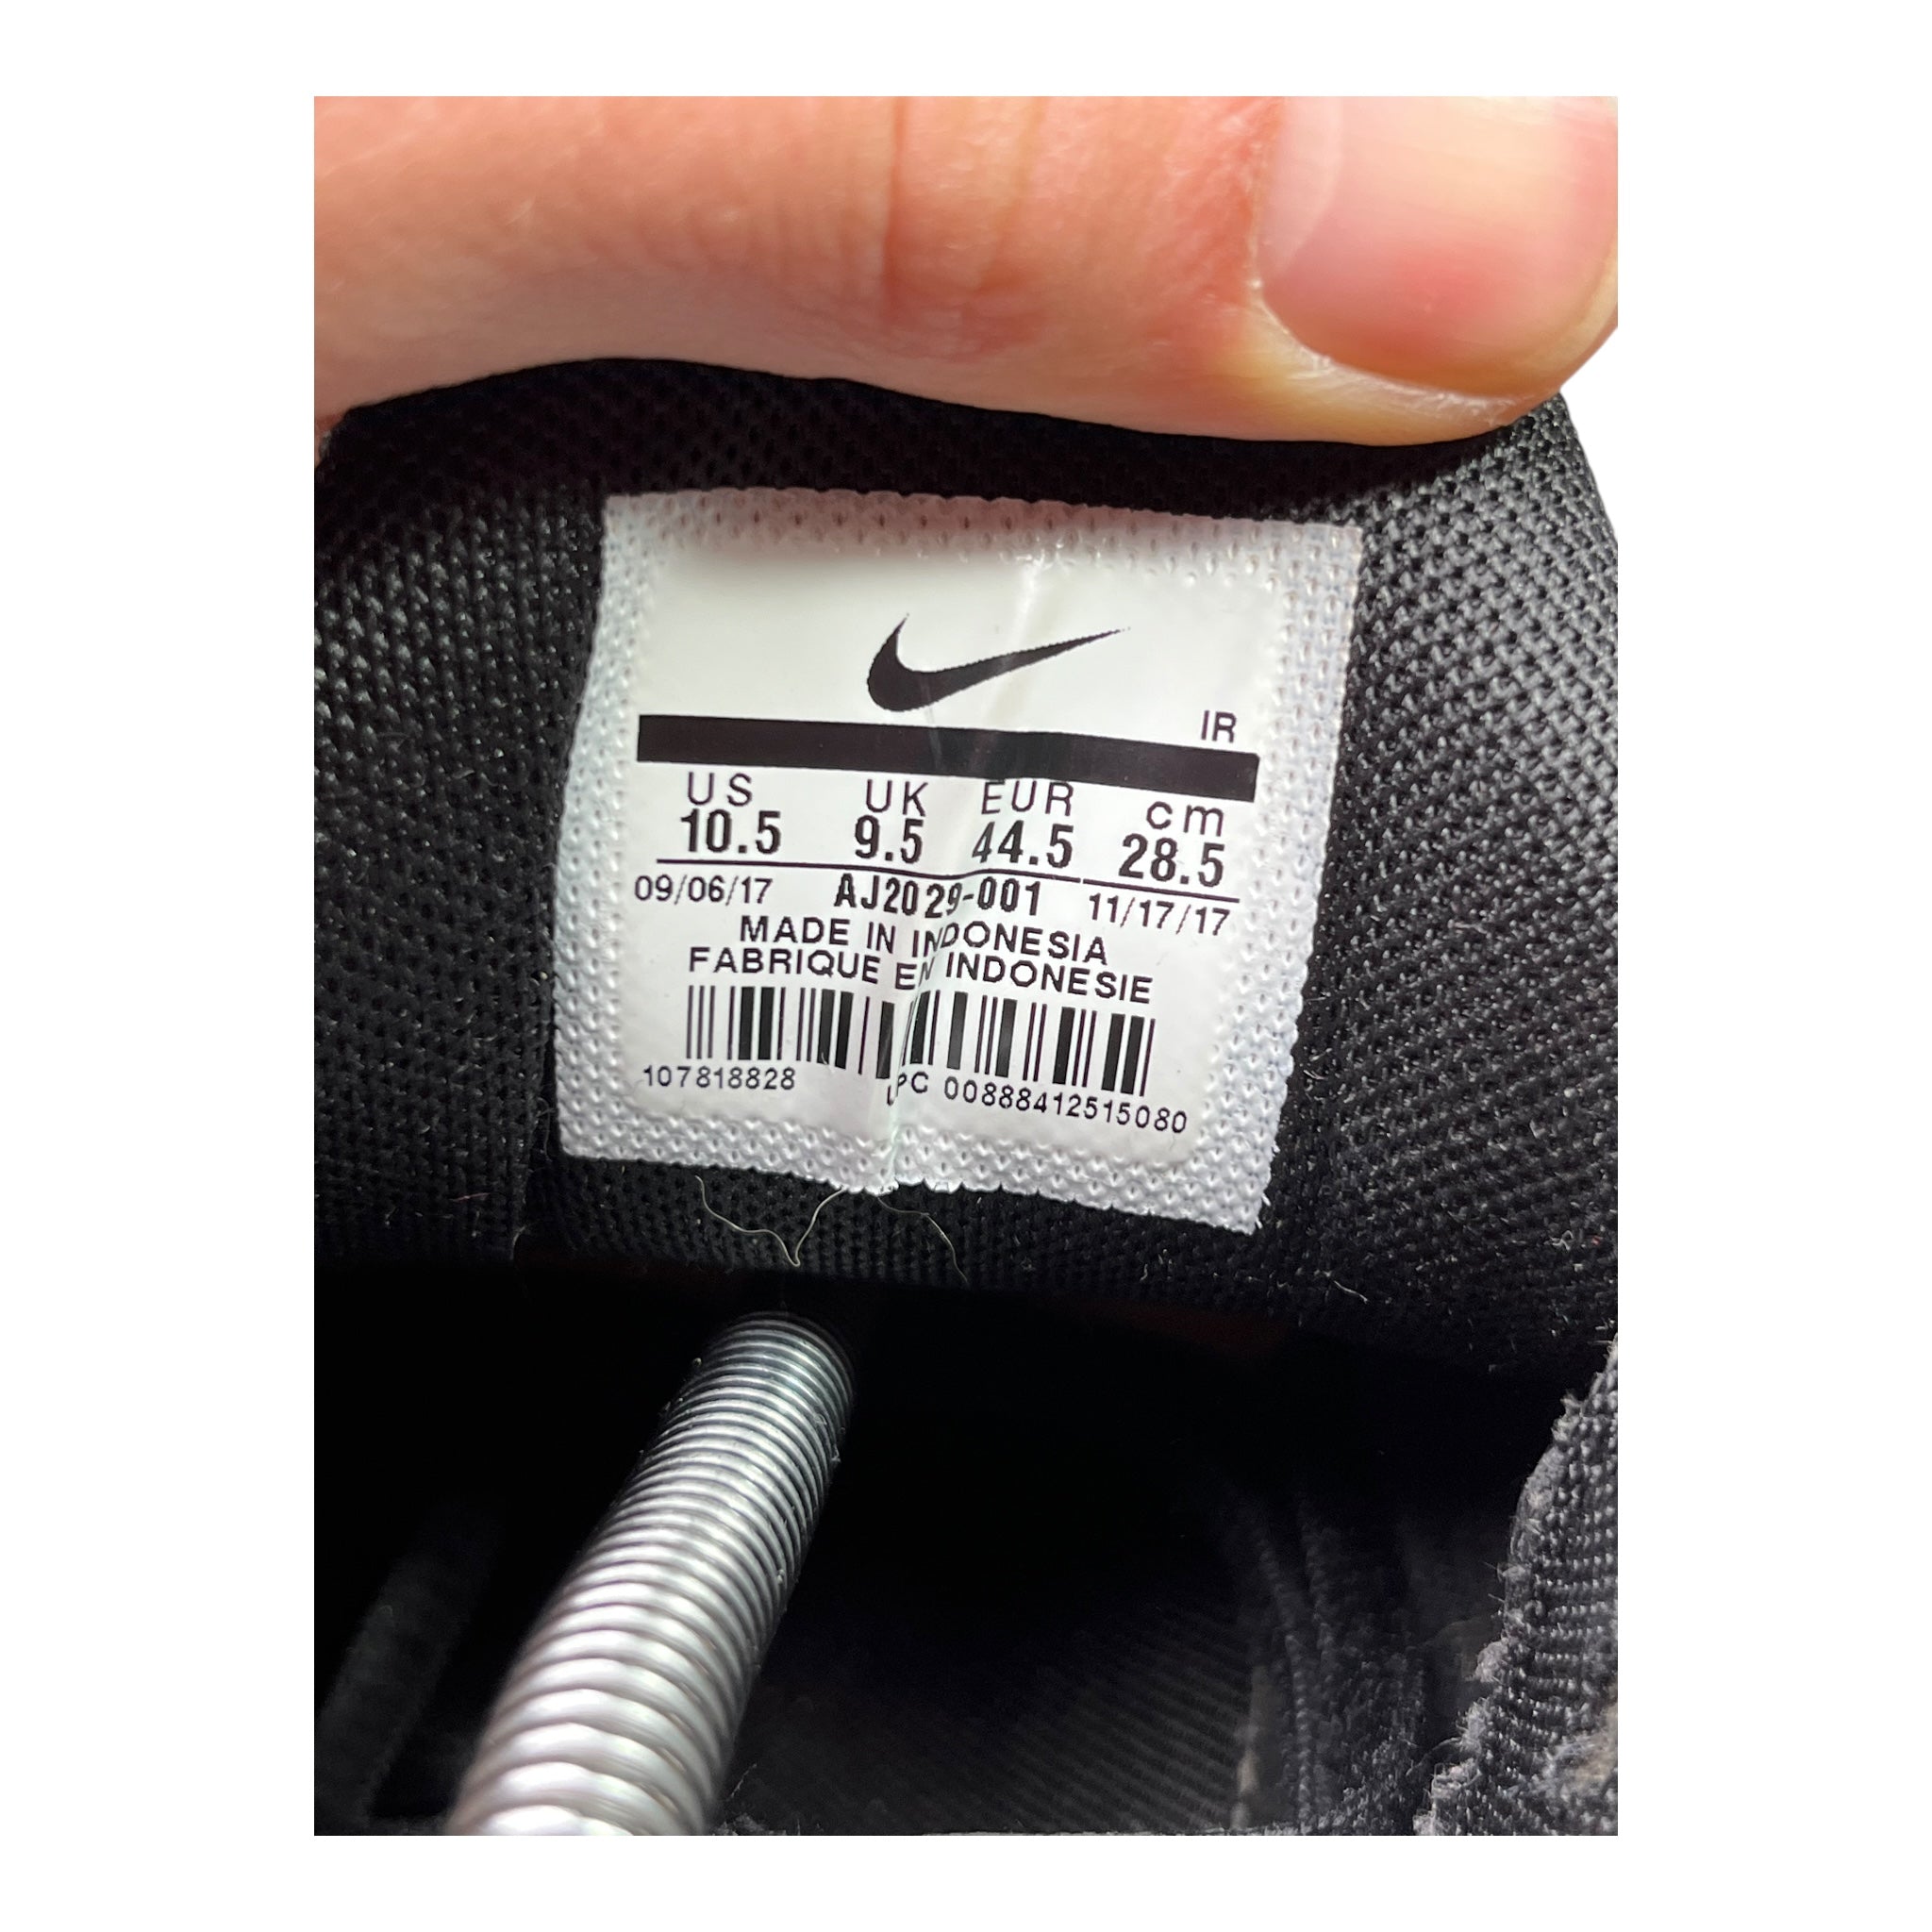 IR
US UK EUR cm
10.5 9.5 44.5 28.5
09/06/17 AJ2029-001 11/17/17
MADE IN INDONESIA
FABRIQUE EN INDONESIE
107818828 UPC 00888412515080